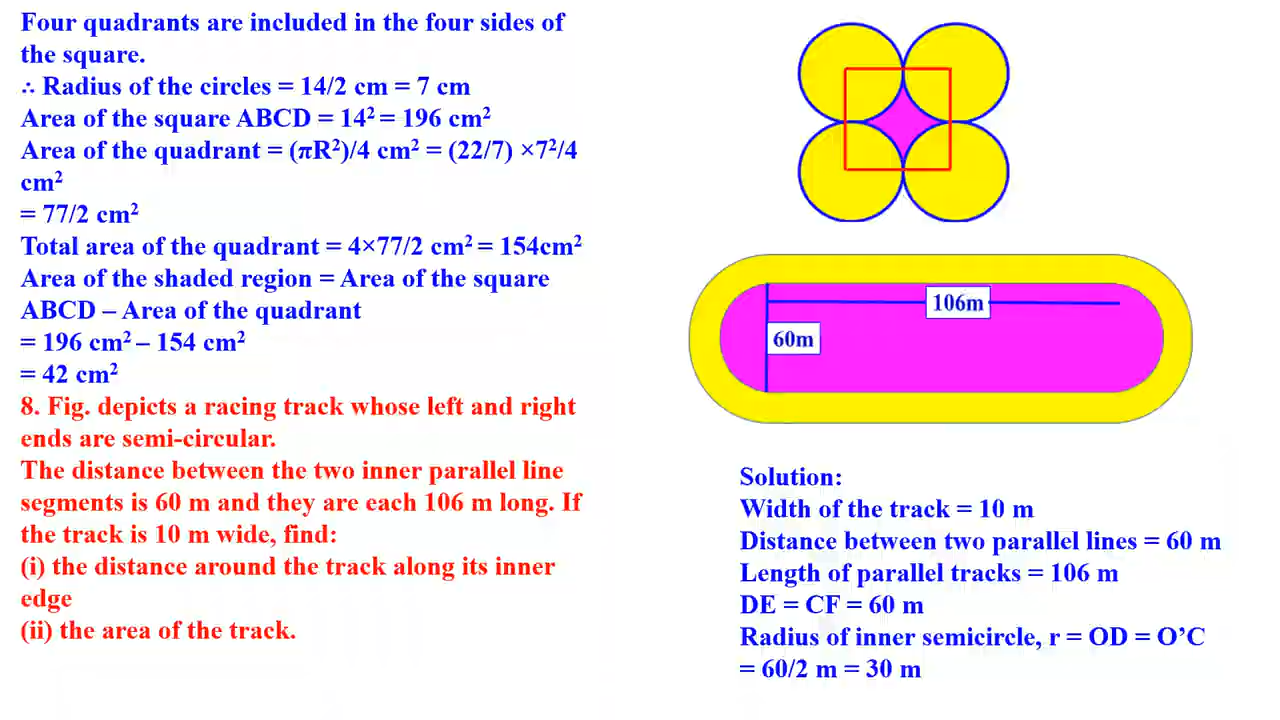 Four quadrants are included in the four sides of
the square.
∴ Radius of the circles = 14/2 cm = 7 cm
Area of the square ABCD = 14² = 196 cm²
Area of the quadrant = (πR²)/4 cm² = (22/7) ×7²/4
cm²
= 77/2 cm²
Total area of the quadrant = 4×77/2 cm² = 154cm²
Area of the shaded region = Area of the square
ABCD – Area of the quadrant
= 196 cm² – 154 cm²
= 42 cm²
8. Fig. depicts a racing track whose left and right
ends are semi-circular.
The distance between the two inner parallel line
segments is 60 m and they are each 106 m long. If
the track is 10 m wide, find:
(i) the distance around the track along its inner
edge
(ii) the area of the track.
106m
60m
Solution:
Width of the track = 10 m
Distance between two parallel lines = 60 m
Length of parallel tracks = 106 m
DE = CF = 60 m
Radius of inner semicircle, r = OD = O’C
= 60/2 m = 30 m